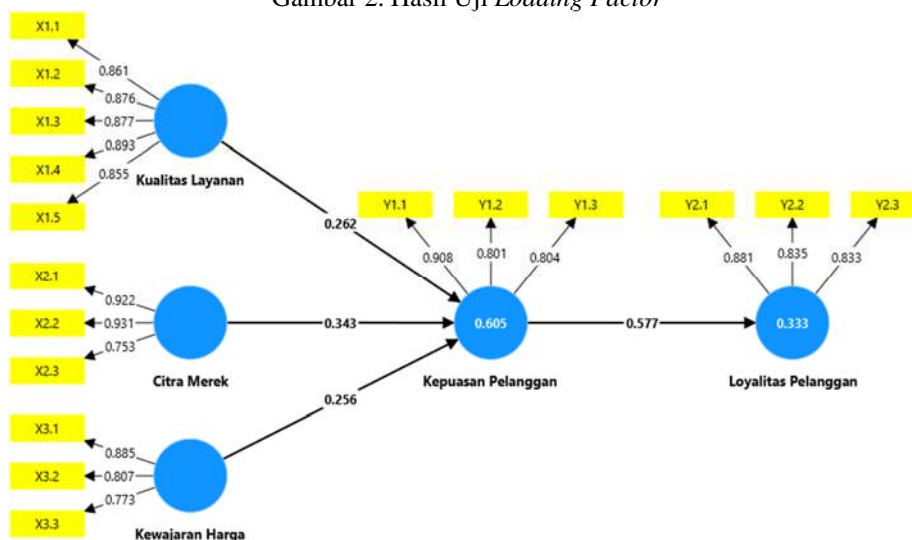 Gambar 2. Hasil Uji Loading Factor
X1.1
0.861
X1.2
0.876
X1.3
0.877
X1.4
0.893
X1.5
0.855
Kualitas Layanan
0.262
X2.1
0.922
X2.2
0.931
X2.3
0.753
Citra Merek
0.343
X3.1
0.885
X3.2
0.807
X3.3
0.773
Kewajaran Harga
0.256
Y1.1
Y1.2
Y1.3
0.908
0.801
0.804
0.605
Kepuasan Pelanggan
0.577
Y2.1
Y2.2
Y2.3
0.881
0.835
0.833
0.333
Loyalitas Pelanggan